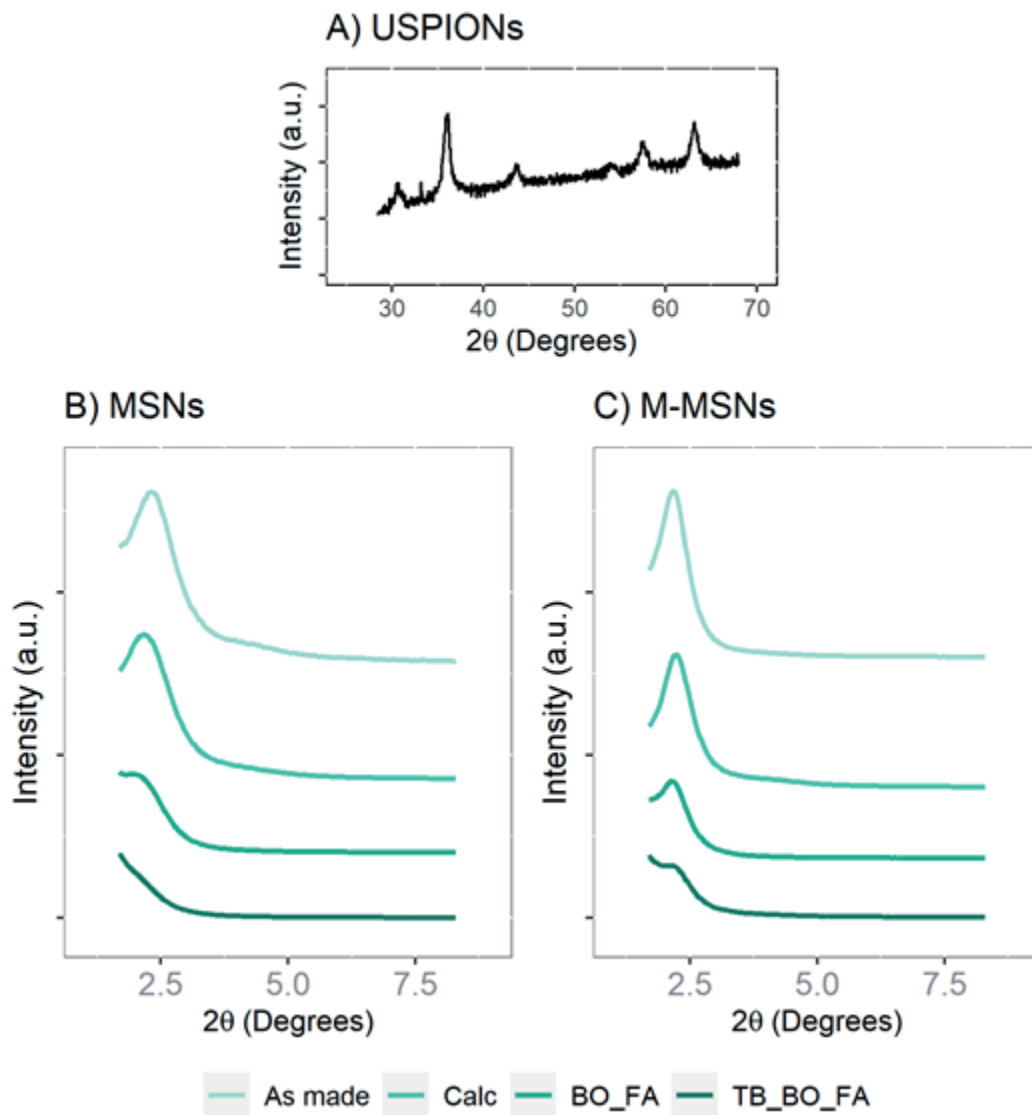 A) USPIONs
Intensity (a.u.)
30 40 50 60 70
2θ (Degrees)
B) MSNs
Intensity (a.u.)
2.5 5.0 7.5
2θ (Degrees)
C) M-MSNs
Intensity (a.u.)
2.5 5.0 7.5
2θ (Degrees)
As made Calc BO_FA TB_BO_FA